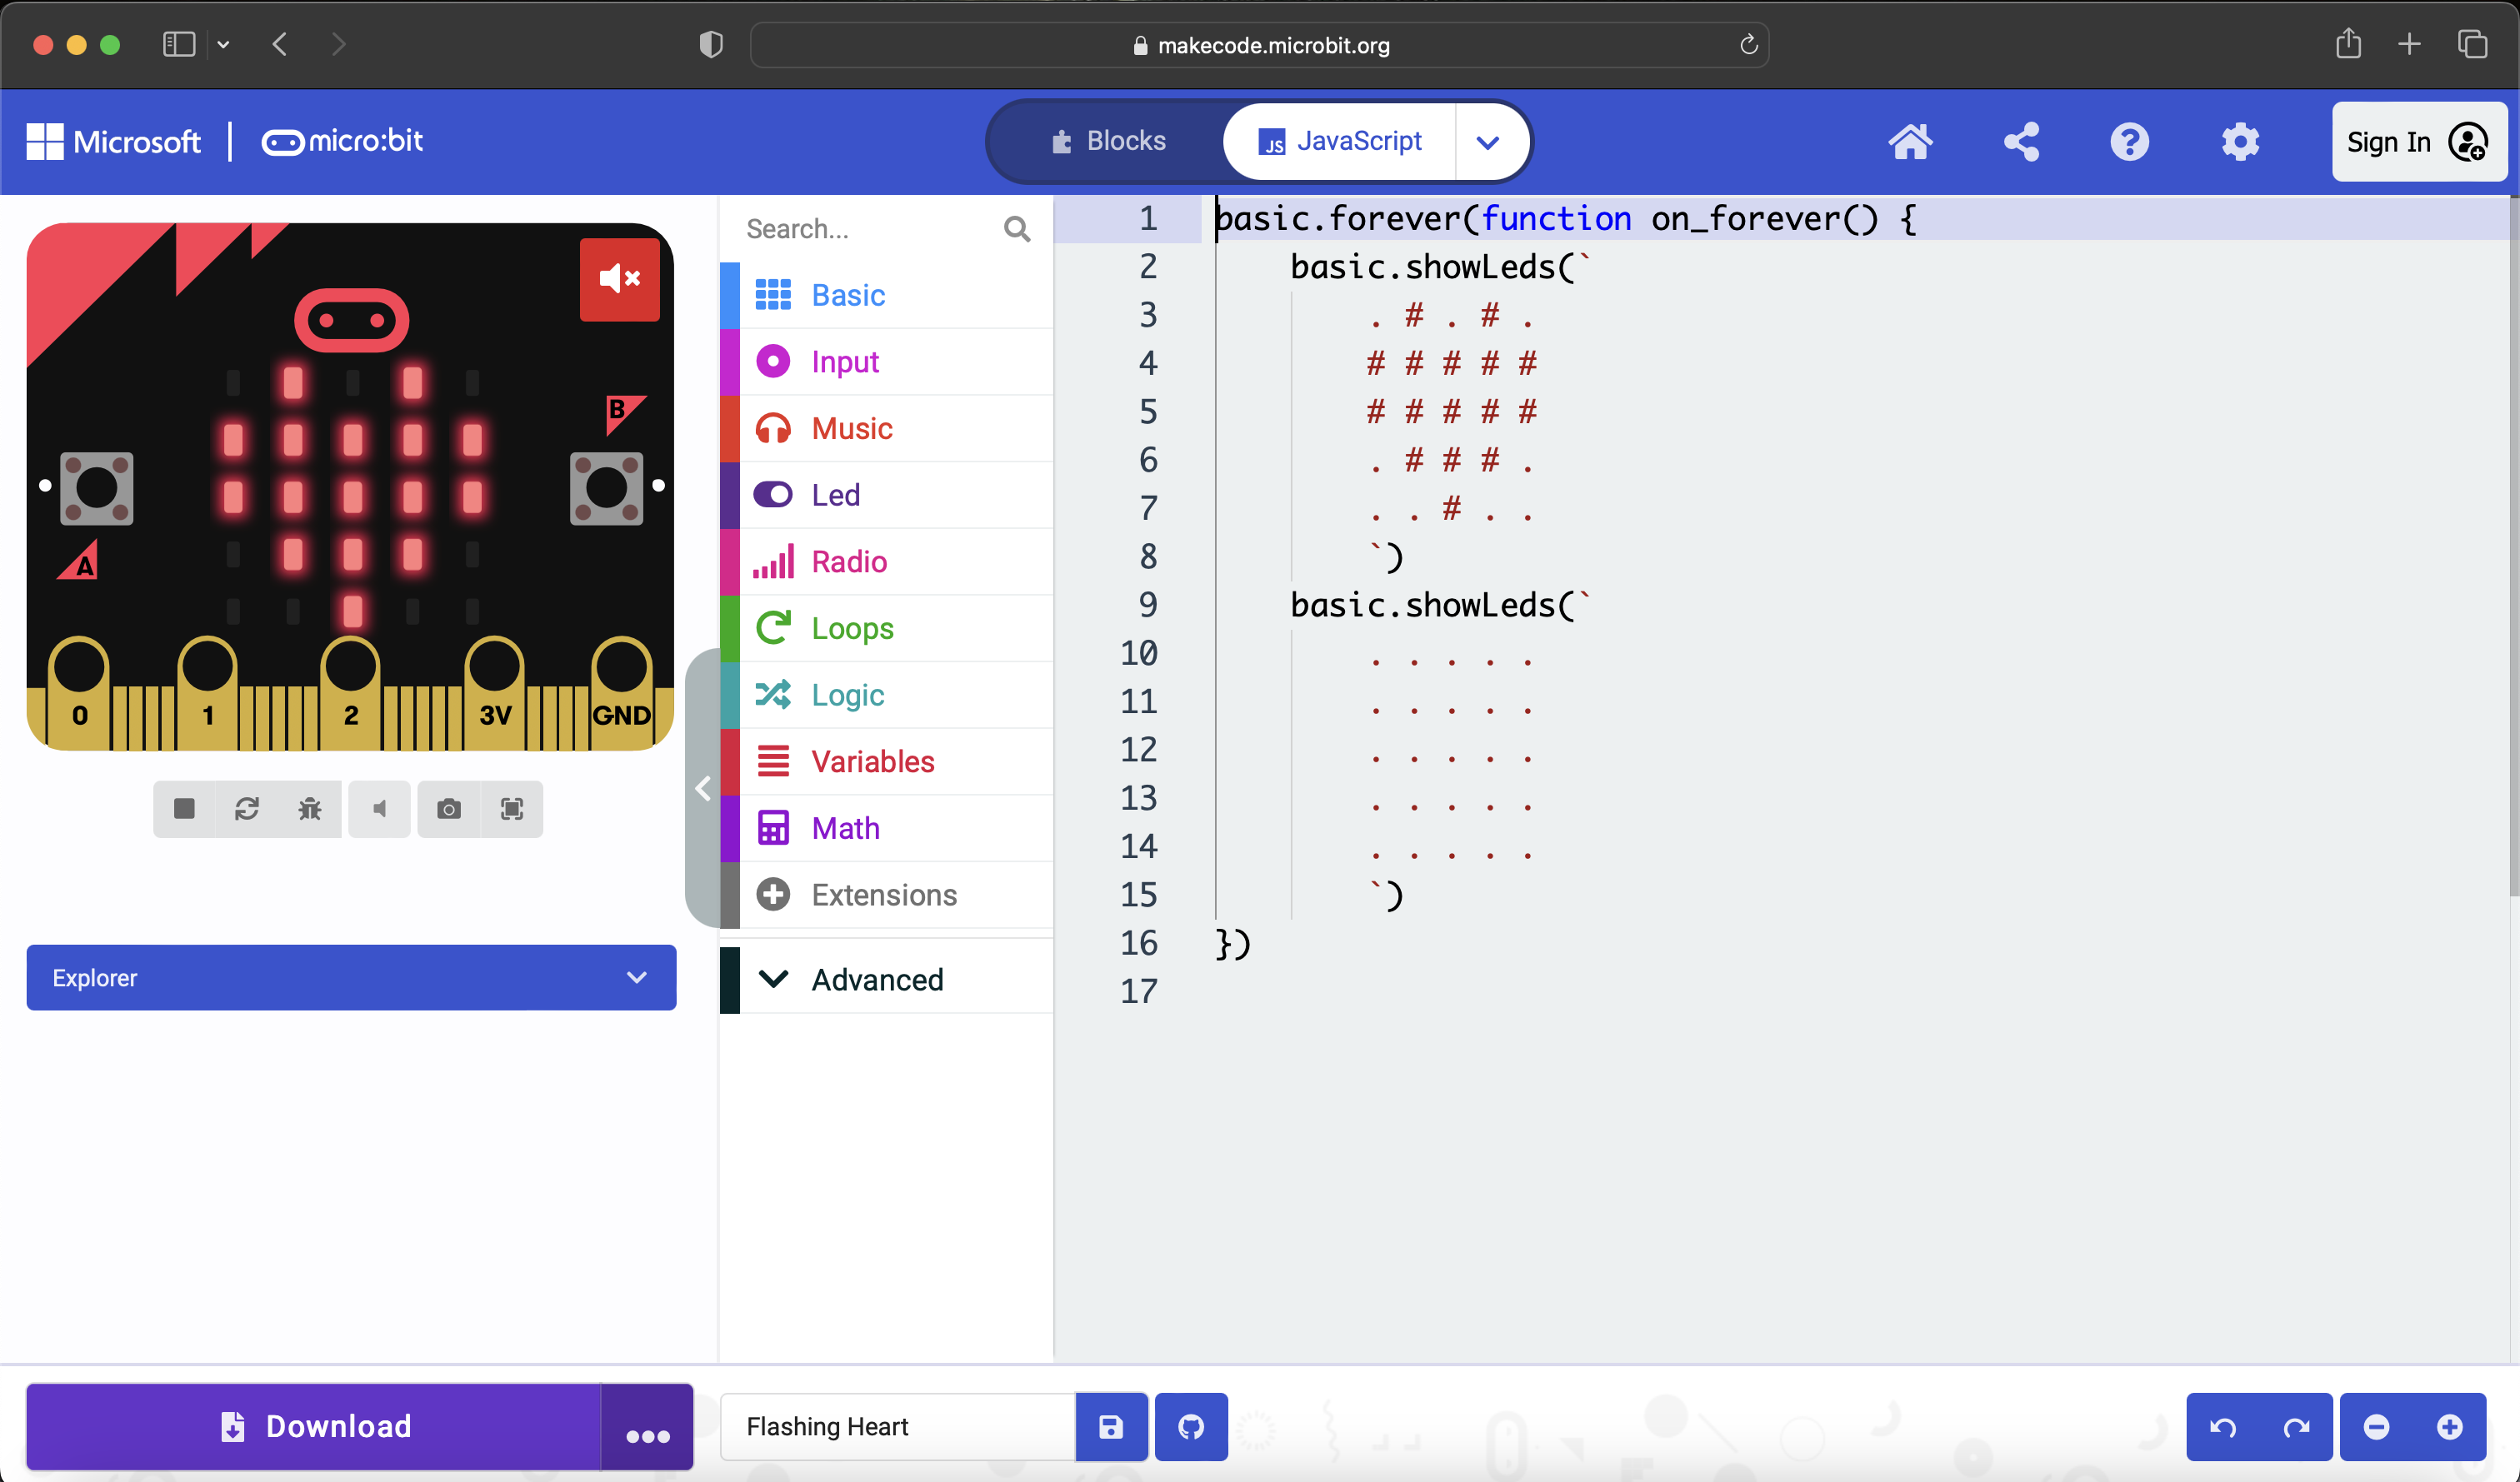 makecode.microbit.org
Microsoft
micro:bit
Blocks
JS JavaScript
Sign In
B
A
0 1 2 3V GND
Explorer
Search...
Basic
Input
Music
Led
Radio
Loops
Logic
Variables
Math
Extensions
Advanced
1 basic.forever(function on_forever() {
2 basic.showLeds(`
3 . # . # .
4 # # # # #
5 # # # # #
6 . # # # .
7 . . # . .
8 `)
9 basic.showLeds(`
10 . . . . .
11 . . . . .
12 . . . . .
13 . . . . .
14 . . . . .
15 `)
16 })
17
Download
Flashing Heart